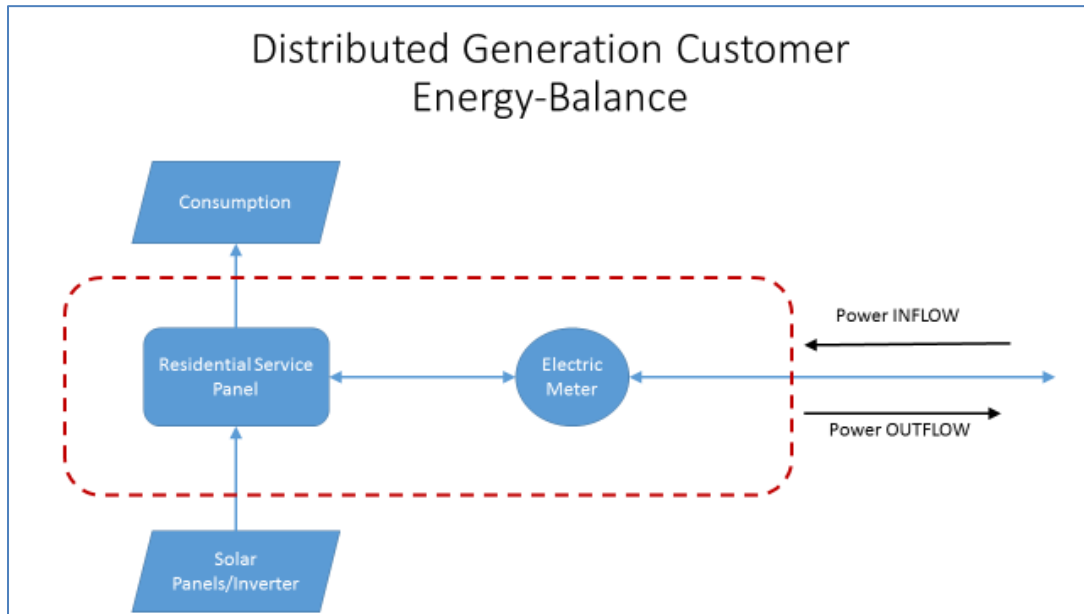 Distributed Generation Customer
Energy-Balance
Consumption
Power INFLOW
Residential Service
Panel
Electric
Meter
Power OUTFLOW
Solar
Panels/Inverter